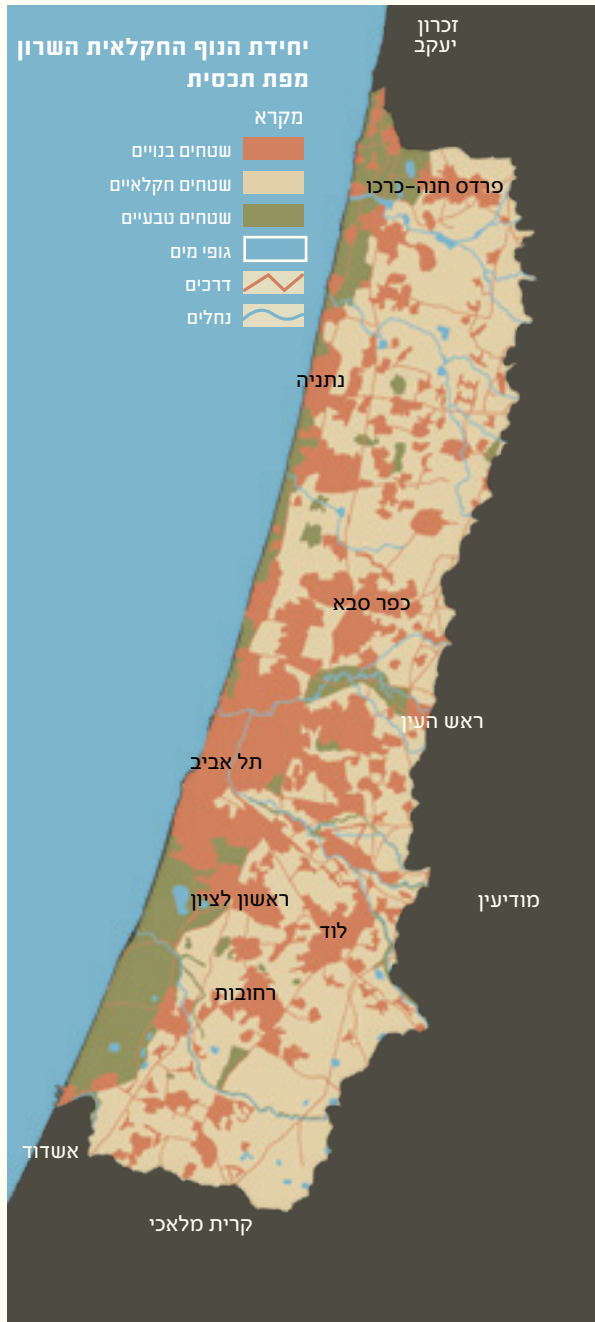 יחידת הנוף החקלאית השרון
מפת תכסית
מקרא
שטחים בנויים
שטחים חקלאיים
שטחים טבעיים
גופי מים
דרכים
נחלים
זכרון
יעקב
פרדס חנה-כרכו
נתניה
כפר סבא
ראש העין
תל אביב
ראשון לציון
מודיעין
לוד
רחובות
אשדוד
קרית מלאכי